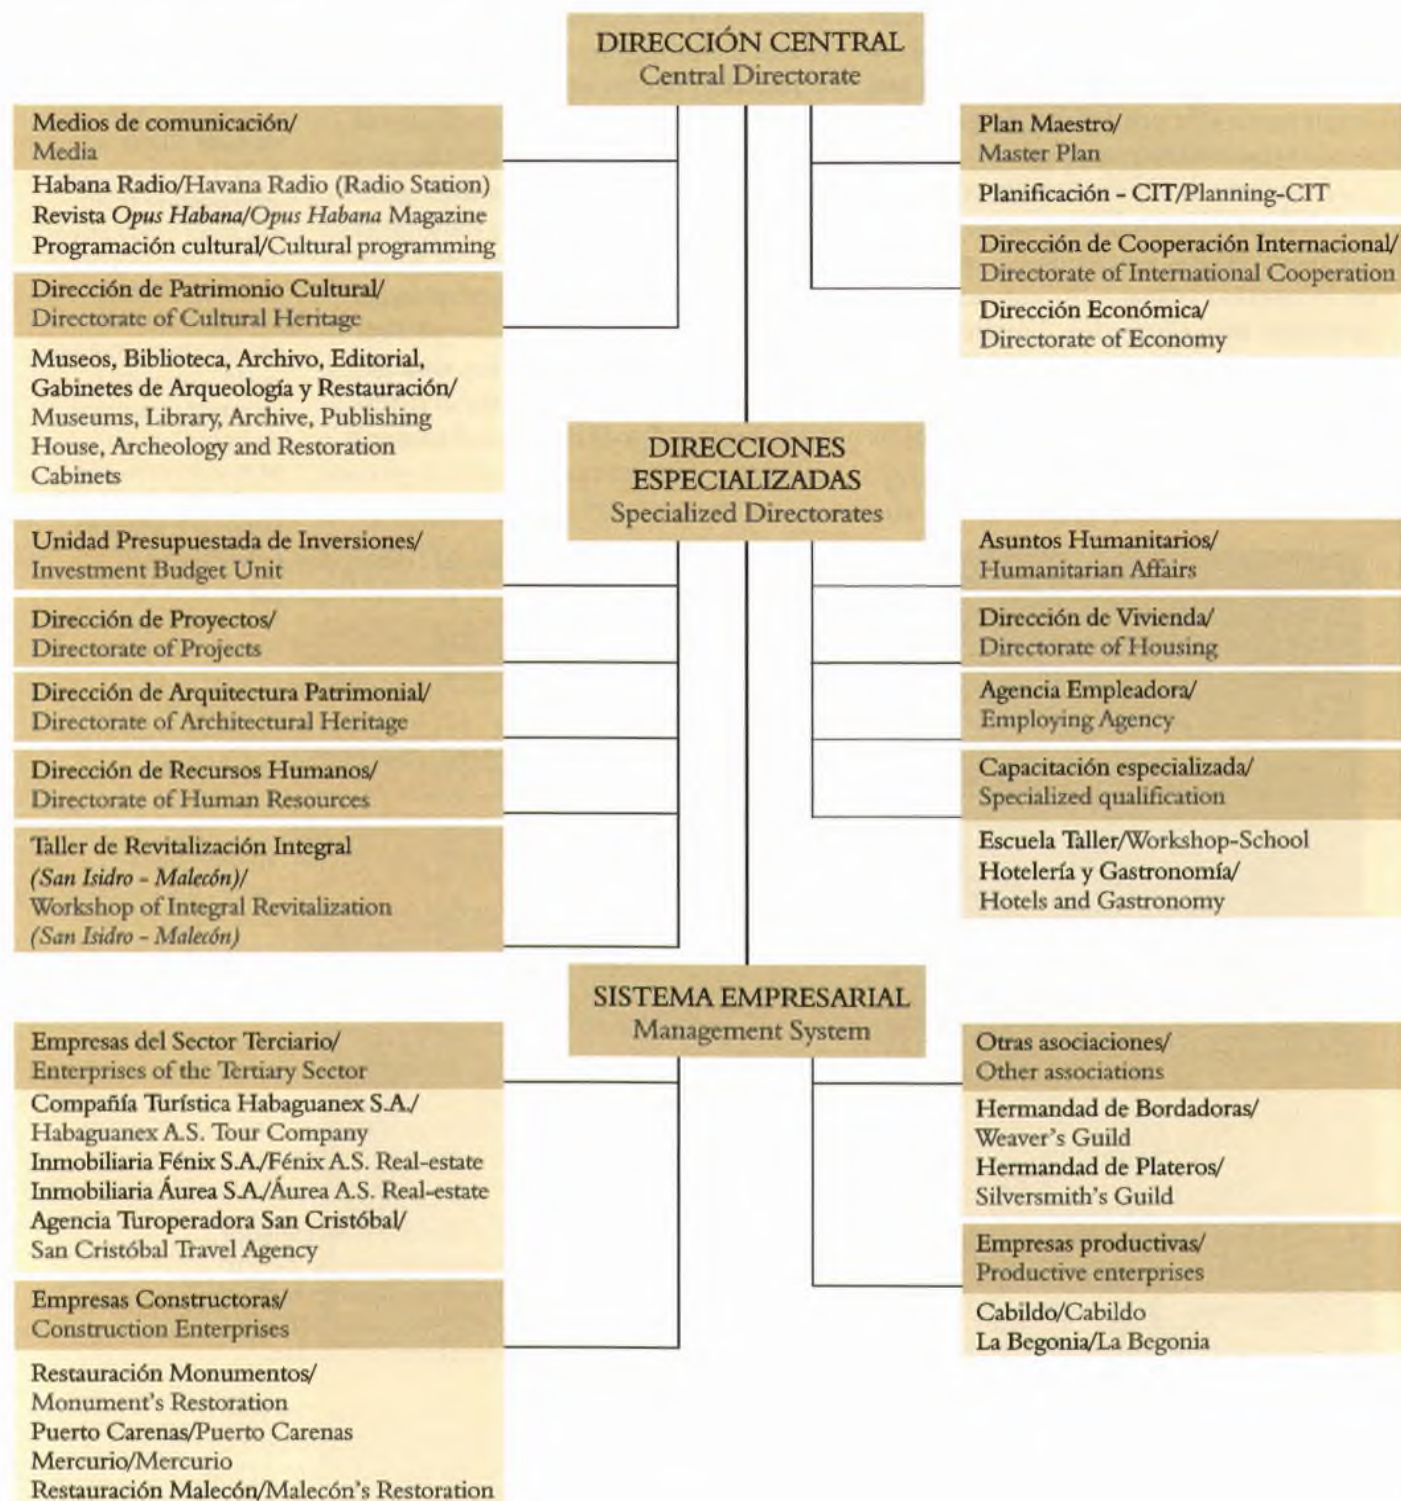 DIRECCIÓN CENTRAL
Central Directorate
Medios de comunicación/
Media
Habana Radio/Havana Radio (Radio Station)
Revista Opus Habana/Opus Habana Magazine
Programación cultural/Cultural programming
Dirección de Patrimonio Cultural/
Directorate of Cultural Heritage
Museos, Biblioteca, Archivo, Editorial,
Gabinetes de Arqueología y Restauración/
Museums, Library, Archive, Publishing
House, Archeology and Restoration
Cabinets
Plan Maestro/
Master Plan
Planificación - CIT/Planning-CIT
Dirección de Cooperación Internacional/
Directorate of International Cooperation
Dirección Económica/
Directorate of Economy
DIRECCIONES
ESPECIALIZADAS
Specialized Directorates
Unidad Presupuestada de Inversiones/
Investment Budget Unit
Dirección de Proyectos/
Directorate of Projects
Dirección de Arquitectura Patrimonial/
Directorate of Architectural Heritage
Dirección de Recursos Humanos/
Directorate of Human Resources
Taller de Revitalización Integral
(San Isidro - Malecón)/
Workshop of Integral Revitalization
(San Isidro - Malecón)
Asuntos Humanitarios/
Humanitarian Affairs
Dirección de Vivienda/
Directorate of Housing
Agencia Empleadora/
Employing Agency
Capacitación especializada/
Specialized qualification
Escuela Taller/Workshop-School
Hotelería y Gastronomía/
Hotels and Gastronomy
SISTEMA EMPRESARIAL
Management System
Empresas del Sector Terciario/
Enterprises of the Tertiary Sector
Compañía Turística Habaguanex S.A./
Habaguanex A.S. Tour Company
Inmobiliaria Fénix S.A./Fénix A.S. Real-estate
Inmobiliaria Áurea S.A./Áurea A.S. Real-estate
Agencia Turoperadora San Cristóbal/
San Cristóbal Travel Agency
Empresas Constructoras/
Construction Enterprises
Restauración Monumentos/
Monument's Restoration
Puerto Carenas/Puerto Carenas
Mercurio/Mercurio
Restauración Malecón/Malecón's Restoration
Otras asociaciones/
Other associations
Hermandad de Bordadoras/
Weaver's Guild
Hermandad de Plateros/
Silversmith's Guild
Empresas productivas/
Productive enterprises
Cabildo/Cabildo
La Begonia/La Begonia